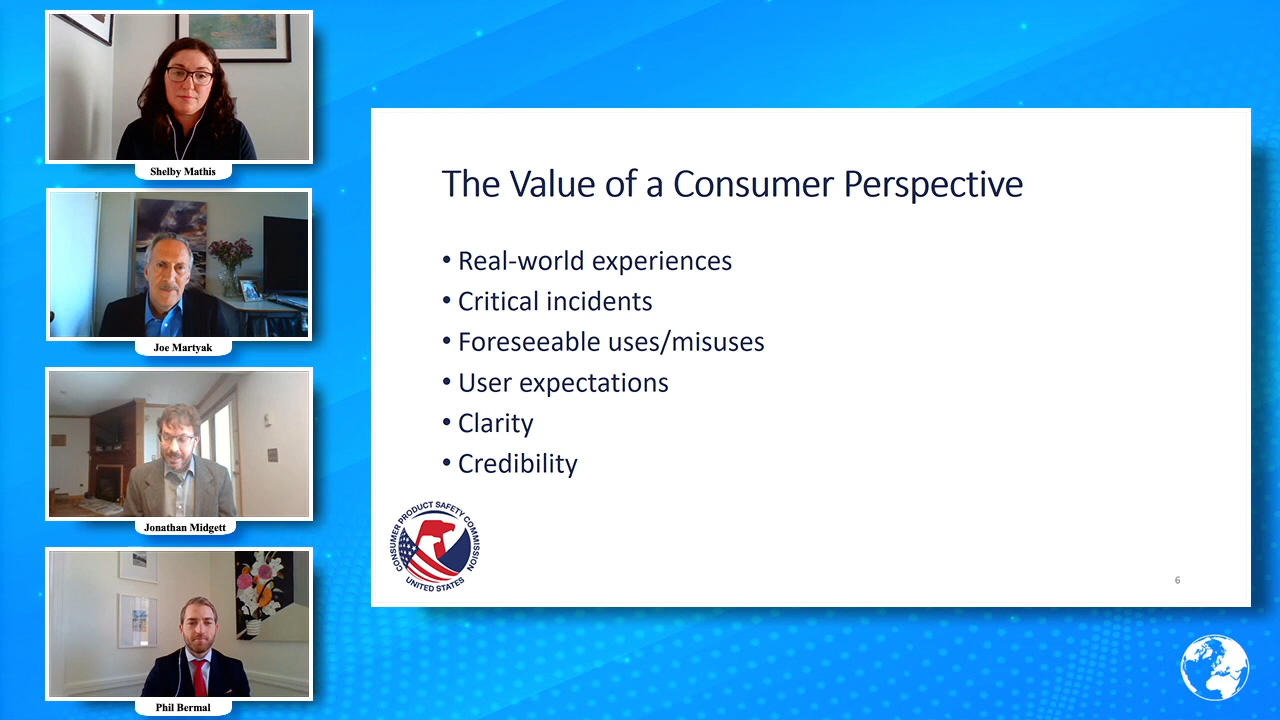 Shelby Mathis
Joe Martyak
Jonathan Midgett
Phil Bermal
The Value of a Consumer Perspective
• Real-world experiences
• Critical incidents
• Foreseeable uses/misuses
• User expectations
• Clarity
• Credibility
CONSUMER PRODUCT SAFETY COMMISSION
UNITED STATES
6